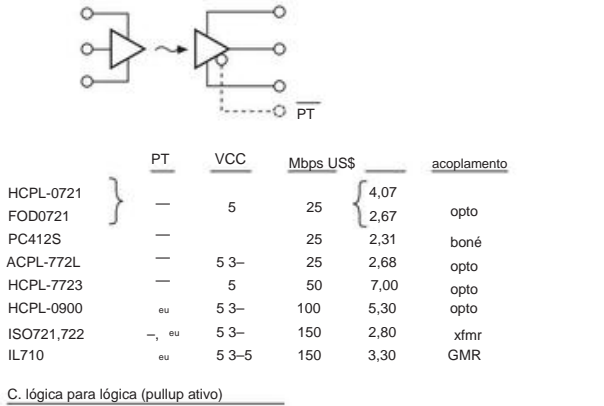 PT
PT VCC Mbps US$ acoplamento
HCPL-0721 — 5 25 4,07 opto
FOD0721 2,67
PC412S — 25 2,31 boné
ACPL-772L — 5 3– 25 2,68 opto
HCPL-7723 — 5 50 7,00 opto
HCPL-0900 eu 5 3– 100 5,30 opto
ISO721,722 –, eu 5 3– 150 2,80 xfmr
IL710 eu 5 3–5 150 3,30 GMR
C. lógica para lógica (pullup ativo)